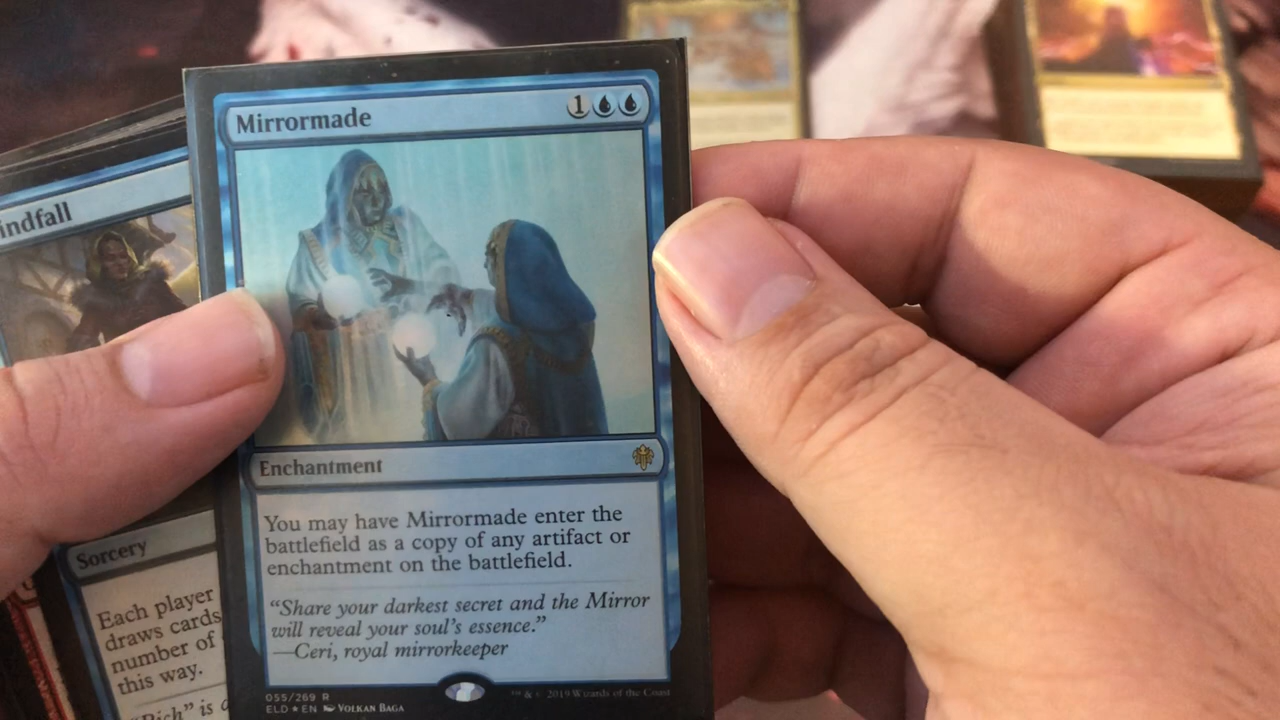 Mirrormade 1
indfall
Enchantment
You may have Mirrormade enter the
battlefield as a copy of any artifact or
enchantment on the battlefield.
“Share your darkest secret and the Mirror
will reveal your soul’s essence.”
—Ceri, royal mirrorkeeper
055/269 R
ELD ★ EN Volkan Baga
™ & © 2019 Wizards of the Coast
Sorcery
Each player
draws cards
number of
this way.
“Rich” is